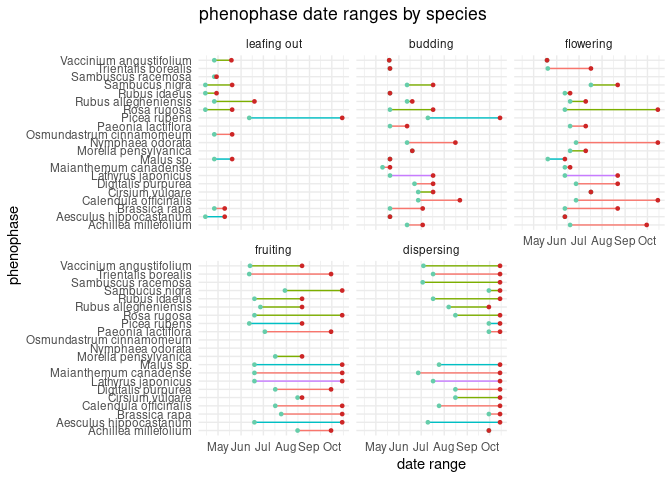 phenophase date ranges by species
leafing out
budding
flowering
Vaccinium angustifolium
Trientalis borealis
Sambuscus racemosa
Sambucus nigra
Rubus idaeus
Rubus allegheniensis
Rosa rugosa
Picea rubens
Paeonia lactiflora
Osmundastrum cinnamomeum
Nymphaea odorata
Morella pensylvanica
Malus sp.
Maianthemum canadense
Lathyrus japonicus
Digitalis purpurea
Cirsium vulgare
Calendula officinalis
Brassica rapa
Aesculus hippocastanum
Achillea millefolium
May Jun Jul Aug Sep Oct
fruiting
dispersing
Vaccinium angustifolium
Trientalis borealis
Sambuscus racemosa
Sambucus nigra
Rubus idaeus
Rubus allegheniensis
Rosa rugosa
Picea rubens
Paeonia lactiflora
Osmundastrum cinnamomeum
Nymphaea odorata
Morella pensylvanica
Malus sp.
Maianthemum canadense
Lathyrus japonicus
Digitalis purpurea
Cirsium vulgare
Calendula officinalis
Brassica rapa
Aesculus hippocastanum
Achillea millefolium
May Jun Jul Aug Sep Oct
May Jun Jul Aug Sep Oct
date range
phenophase